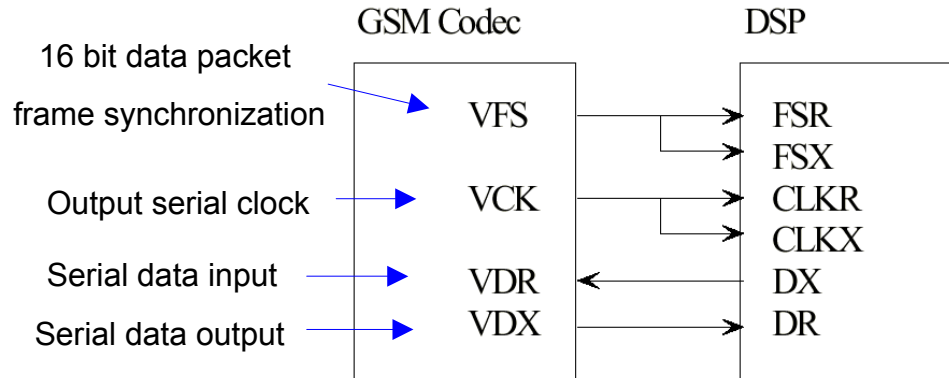 GSM Codec
DSP
16 bit data packet
frame synchronization
VFS
FSR
FSX
Output serial clock
VCK
CLKR
CLKX
Serial data input
VDR
DX
Serial data output
VDX
DR